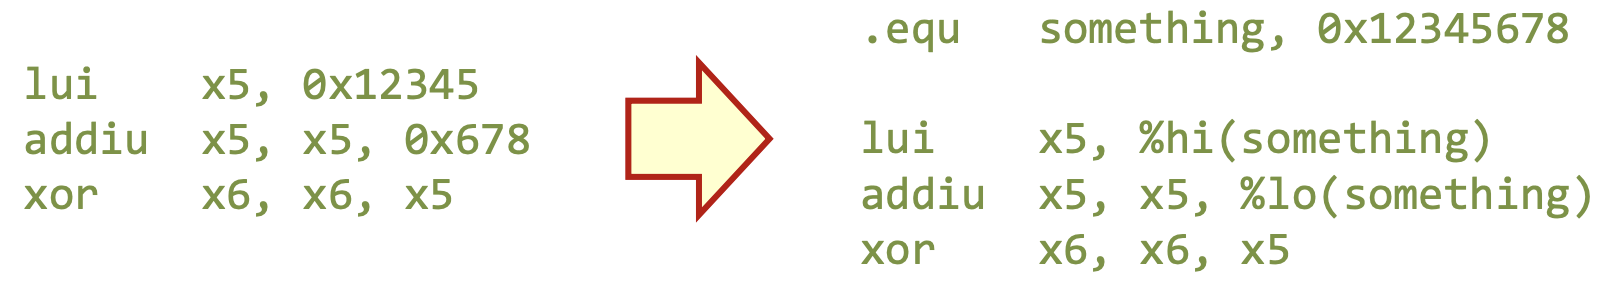 lui x5, 0x12345
addiu x5, x5, 0x678
xor x6, x6, x5
.equ something, 0x12345678
lui x5, %hi(something)
addiu x5, x5, %lo(something)
xor x6, x6, x5